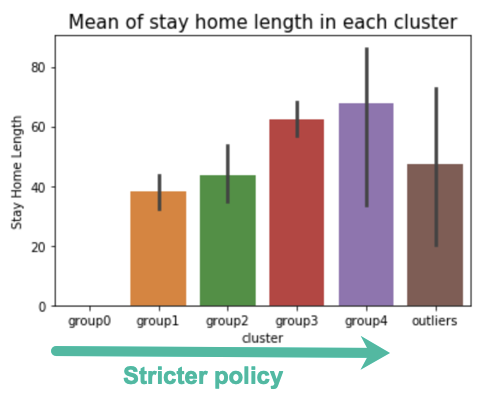 Mean of stay home length in each cluster
Stay Home Length
80
60
40
20
0
group0 group1 group2 group3 group4 outliers
cluster
Stricter policy